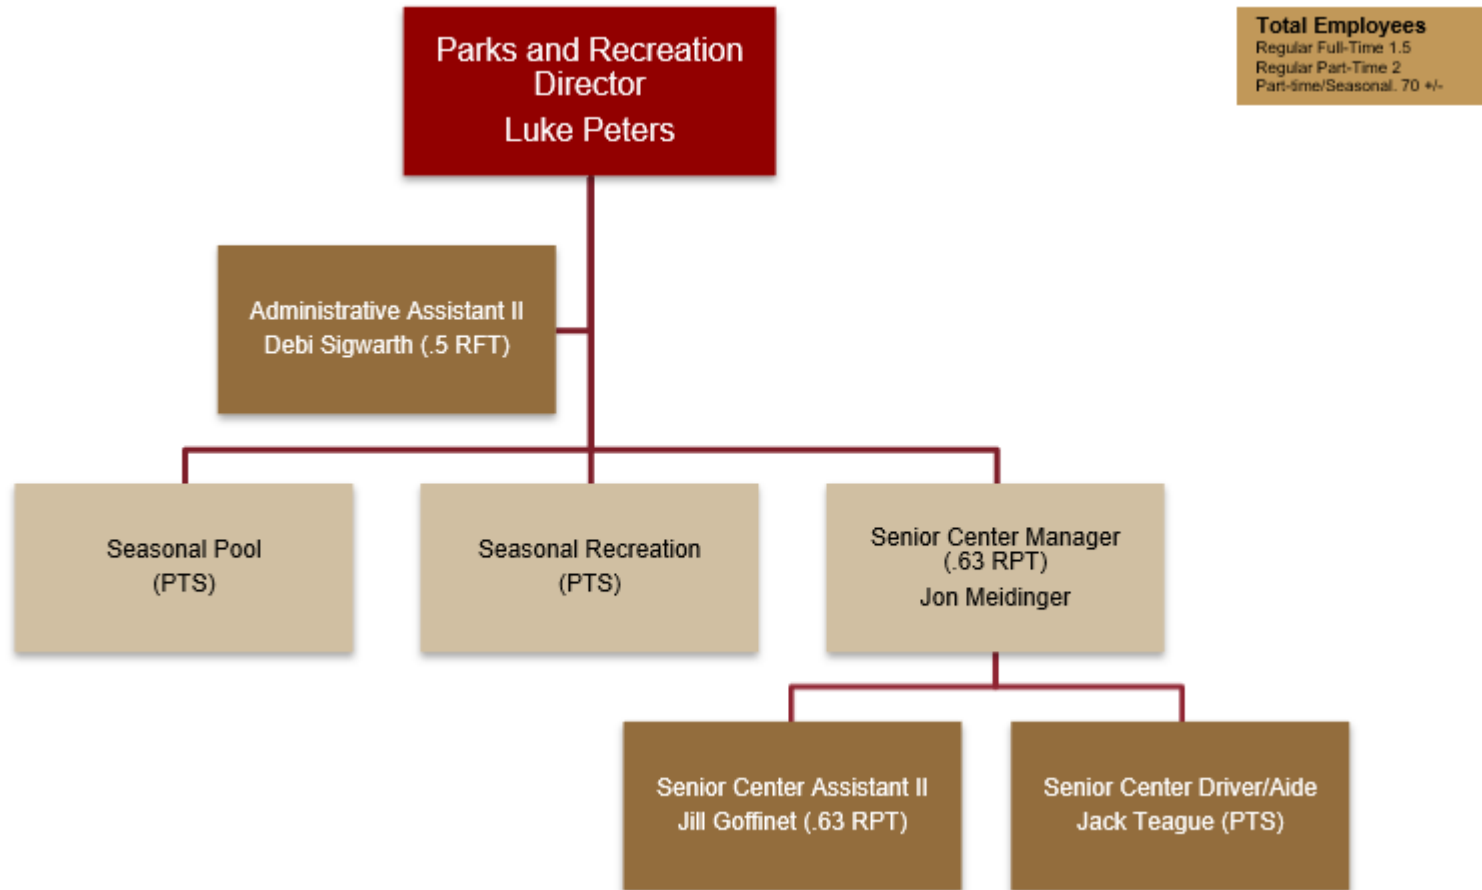 Parks and Recreation
Director
Luke Peters
Total Employees
Regular Full-Time 1.5
Regular Part-Time 2
Part-time/Seasonal. 70 +/-
Administrative Assistant II
Debi Sigwarth (.5 RFT)
Seasonal Pool
(PTS)
Seasonal Recreation
(PTS)
Senior Center Manager
(.63 RPT)
Jon Meidinger
Senior Center Assistant II
Jill Goffinet (.63 RPT)
Senior Center Driver/Aide
Jack Teague (PTS)